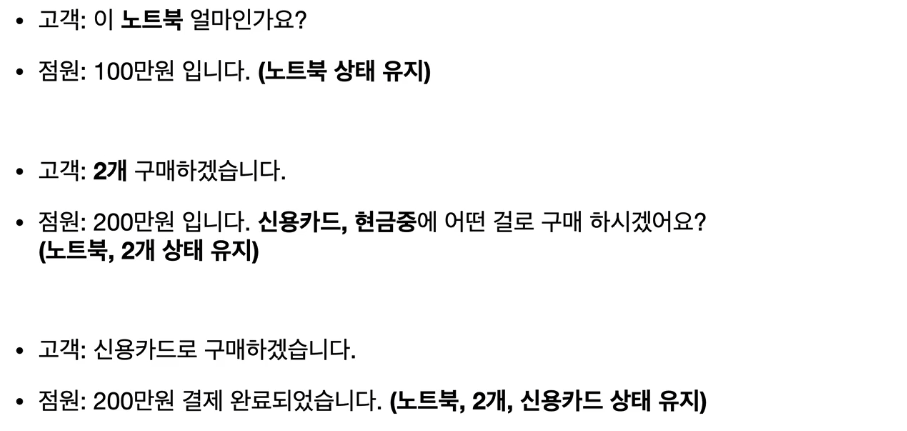 • 고객: 이 노트북 얼마인가요?
• 점원: 100만원 입니다. (노트북 상태 유지)
• 고객: 2개 구매하겠습니다.
• 점원: 200만원 입니다. 신용카드, 현금중에 어떤 걸로 구매 하시겠어요?
(노트북, 2개 상태 유지)
• 고객: 신용카드로 구매하겠습니다.
• 점원: 200만원 결제 완료되었습니다. (노트북, 2개, 신용카드 상태 유지)